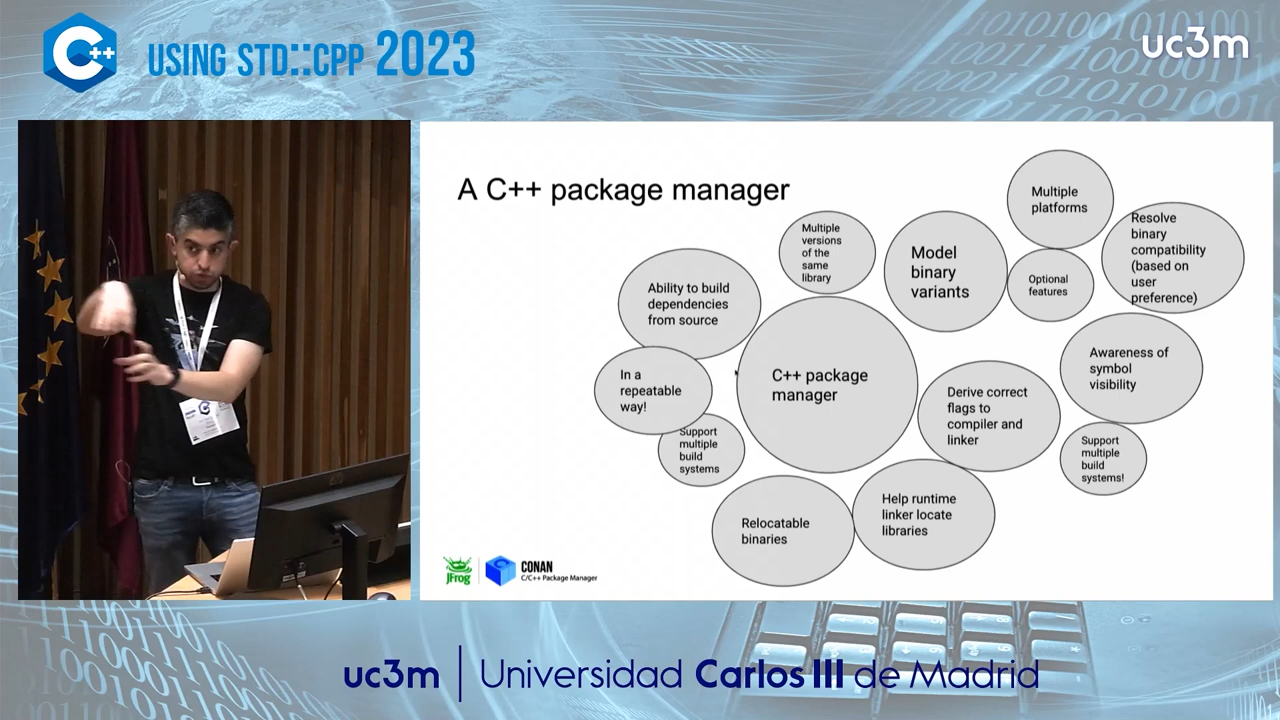 USING STD::CPP 2023
uc3m
A C++ package manager
Multiple
platforms
Resolve
binary
compatibility
(based on
user
preference)
Multiple
versions
of the
same
library
Model
binary
variants
Optional
features
Ability to build
dependencies
from source
In a
repeatable
way!
C++ package
manager
Awareness of
symbol
visibility
Derive correct
flags to
compiler and
linker
Support
multiple
build
systems
Support
multiple
build
systems!
Relocatable
binaries
Help runtime
linker locate
libraries
JFrog
CONAN
C/C++ Package Manager
uc3m | Universidad Carlos III de Madrid